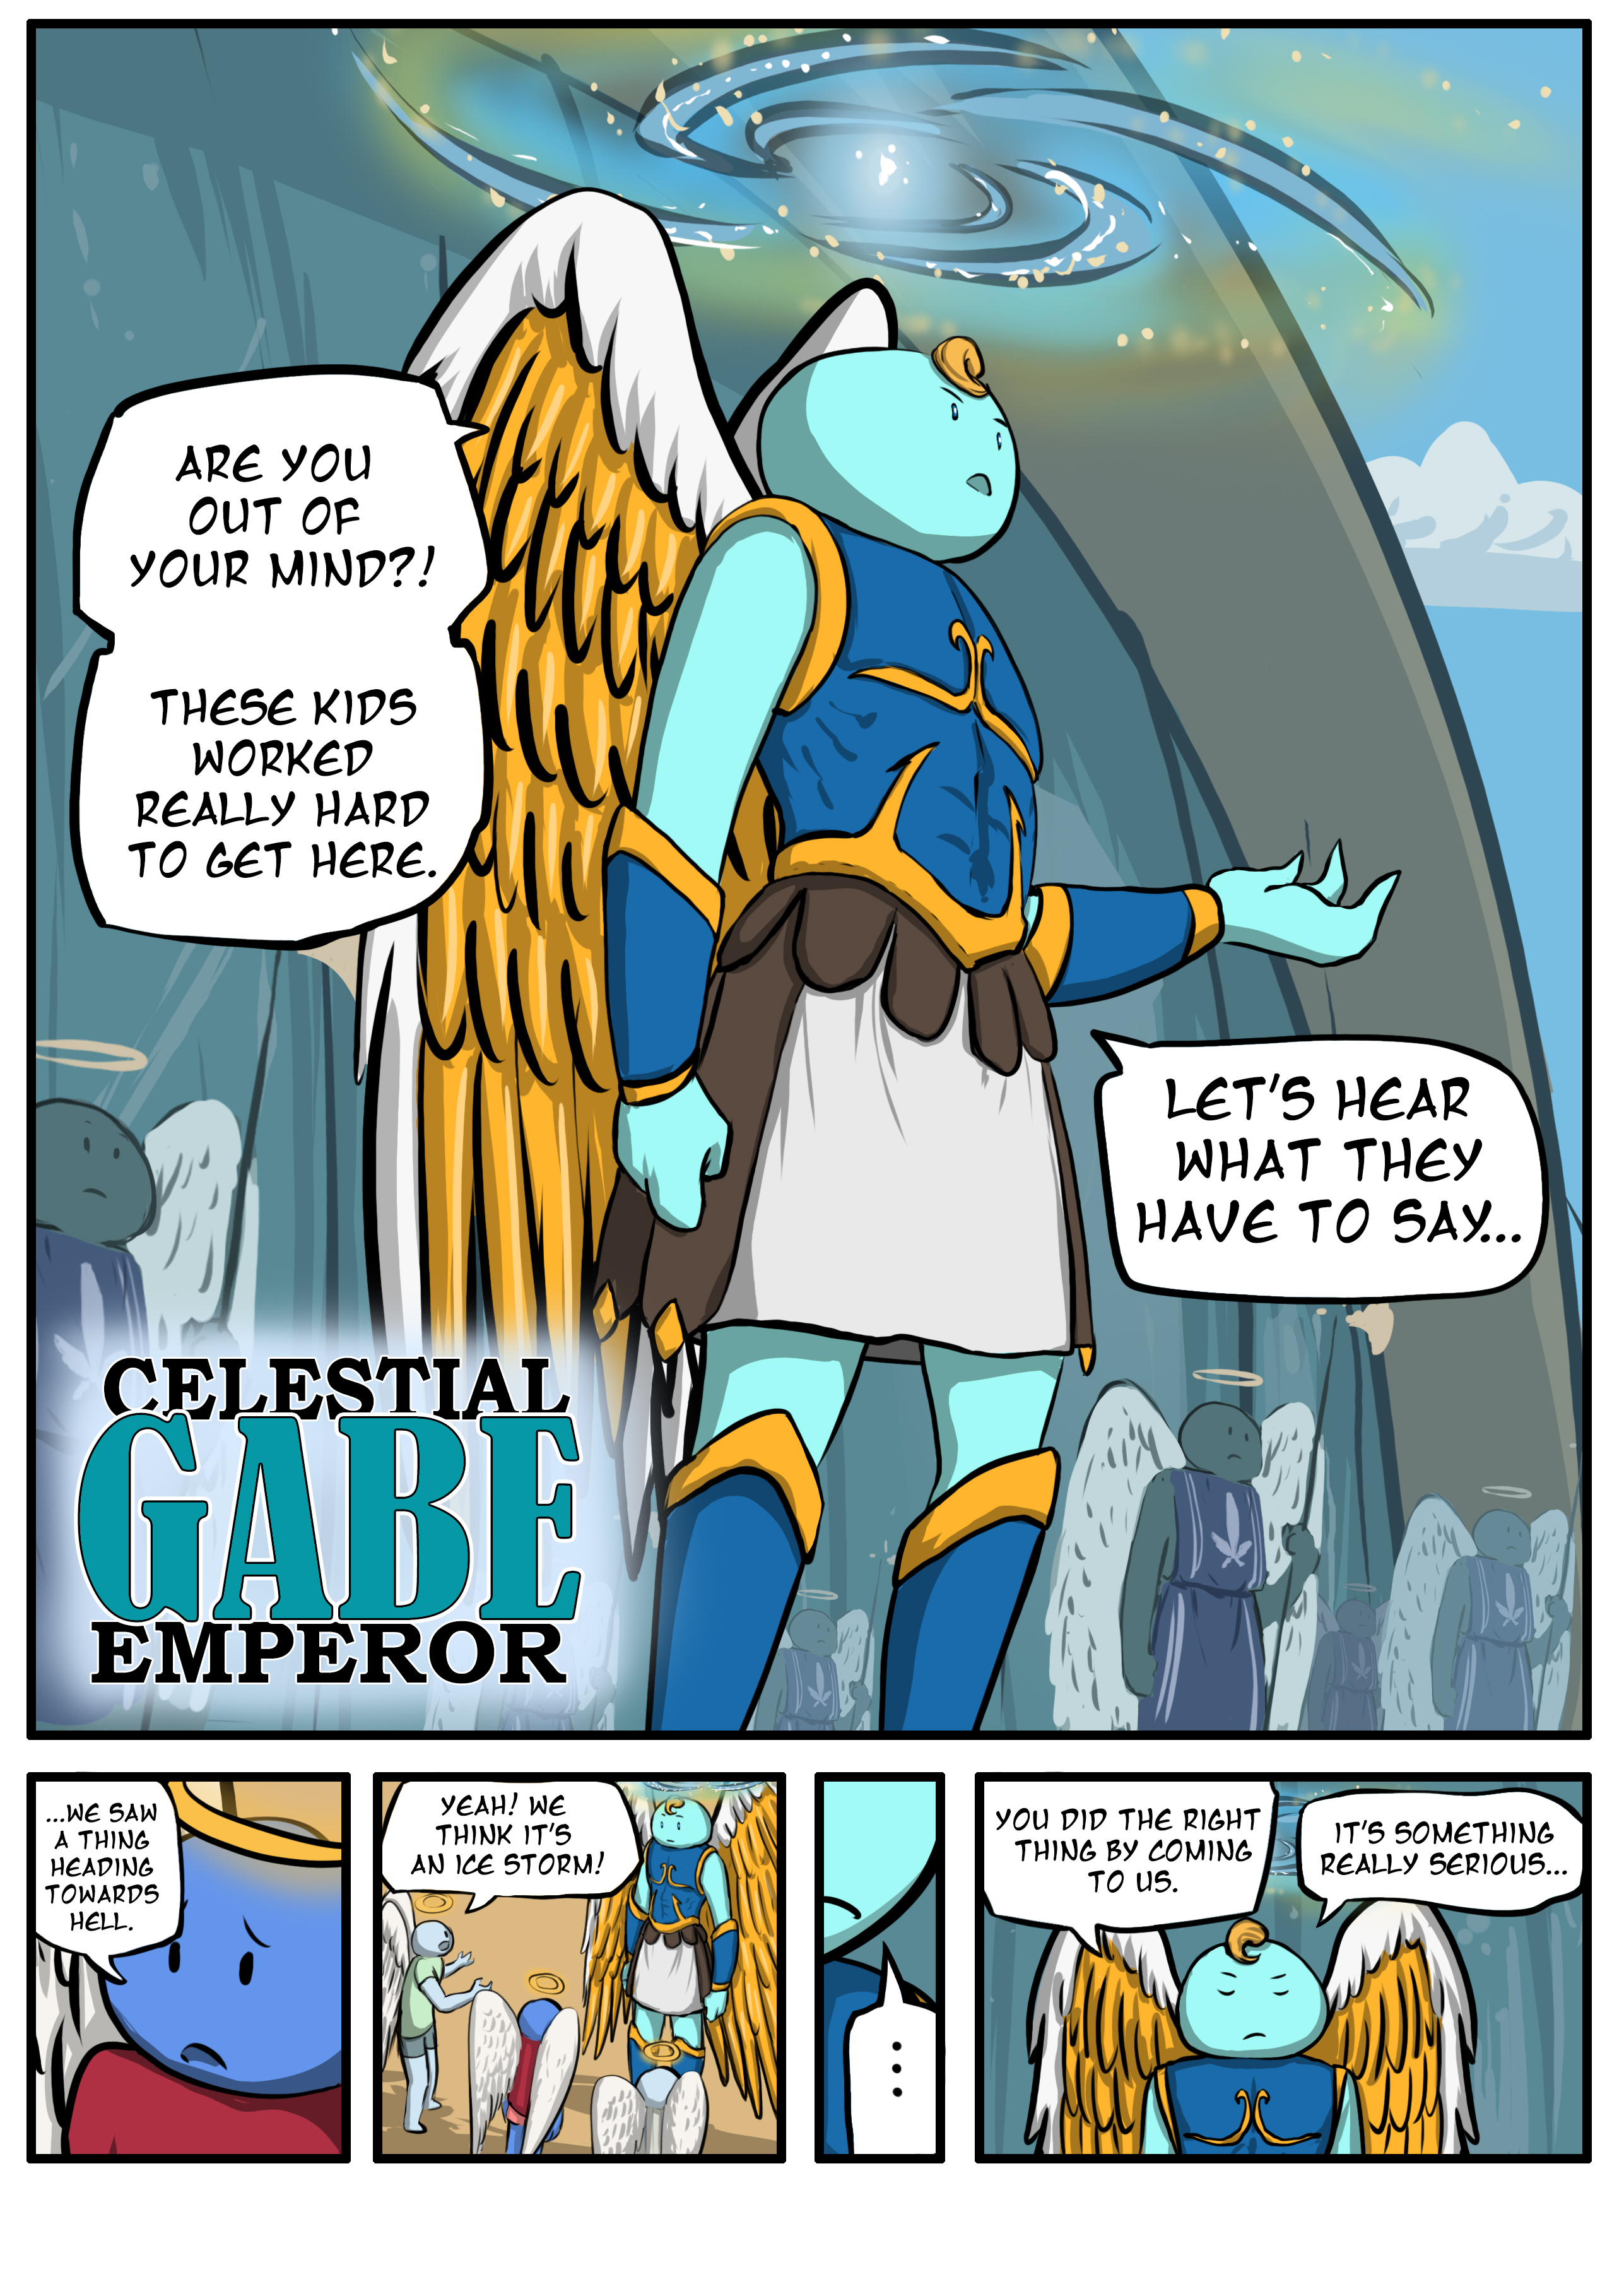 ARE YOU
OUT OF
YOUR MIND?!
THESE KIDS
WORKED
REALLY HARD
TO GET HERE.
LET'S HEAR
WHAT THEY
HAVE TO SAY...
CELESTIAL
GABE
EMPEROR
...WE SAW
A THING
HEADING
TOWARDS
HELL.
YEAH! WE
THINK IT'S
AN ICE STORM!
...
YOU DID THE RIGHT
THING BY COMING
TO US.
IT'S SOMETHING
REALLY SERIOUS...